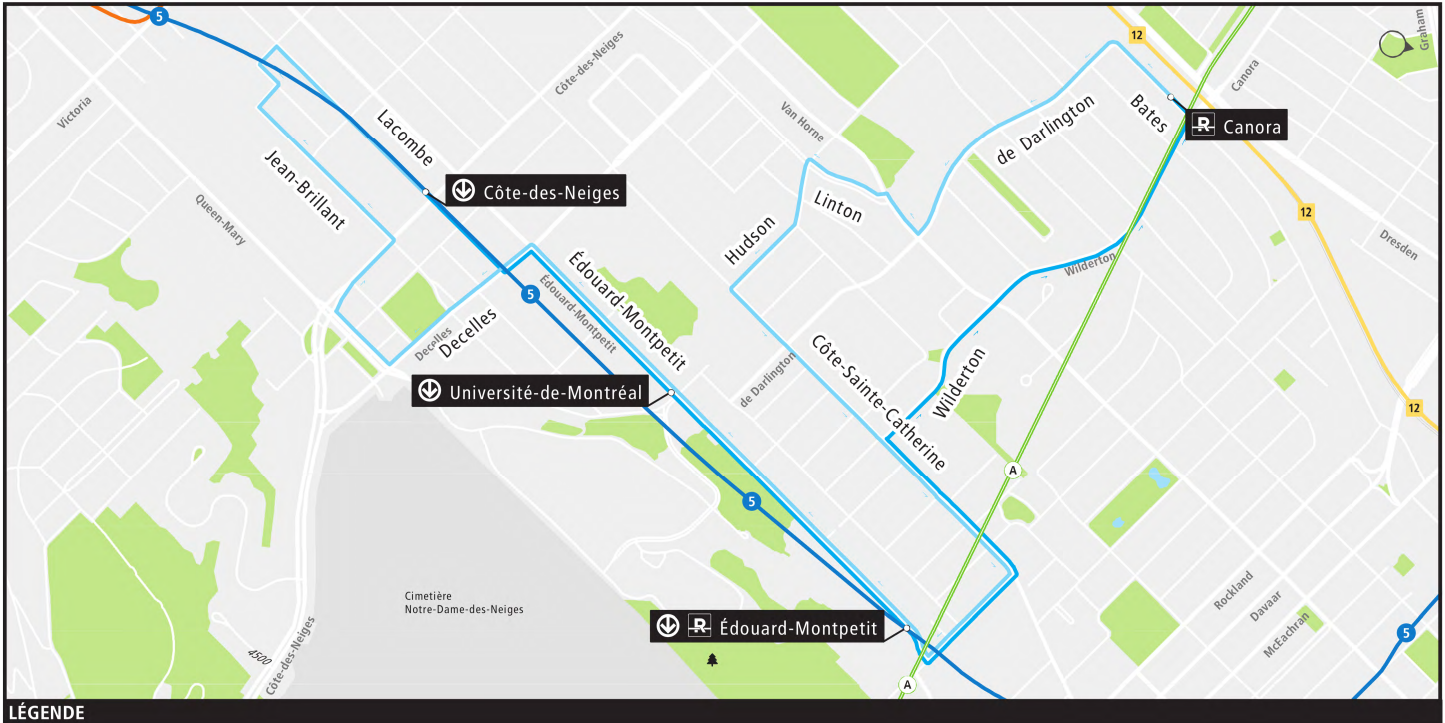 5
12
Graham
Côte-des-Neiges
Canora
Victoria
Bates
Van Horne
de Darlington
R Canora
Lacombe
Jean-Brillant
Côte-des-Neiges
Linton
12
Queen-Mary
Hudson
Dresden
Édouard-Montpetit
Wilderton
5
Édouard-Montpetit
Decelles
Decelles
Côte-Sainte-Catherine
Wilderton
de Darlington
Université-de-Montréal
12
A
5
Cimetière
Notre-Dame-des-Neiges
Rockland
Davaar
McEachran
R Édouard-Montpetit
5
4500
Côte-des-Neiges
A
LÉGENDE